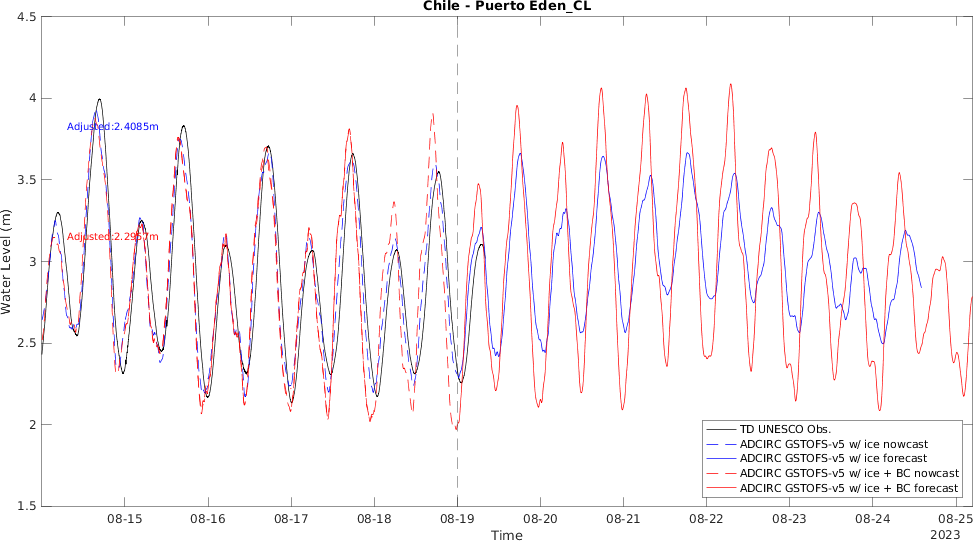 Chile - Puerto Eden_CL
4.5
4
3.5
3
2.5
2
1.5
Water Level (m)
Adjusted:2.4085m
Adjusted:2.2957m
TD UNESCO Obs.
ADCIRC GSTOFS-v5 w/ ice nowcast
ADCIRC GSTOFS-v5 w/ ice forecast
ADCIRC GSTOFS-v5 w/ ice + BC nowcast
ADCIRC GSTOFS-v5 w/ ice + BC forecast
08-15 08-16 08-17 08-18 08-19 08-20 08-21 08-22 08-23 08-24 08-25
Time
2023